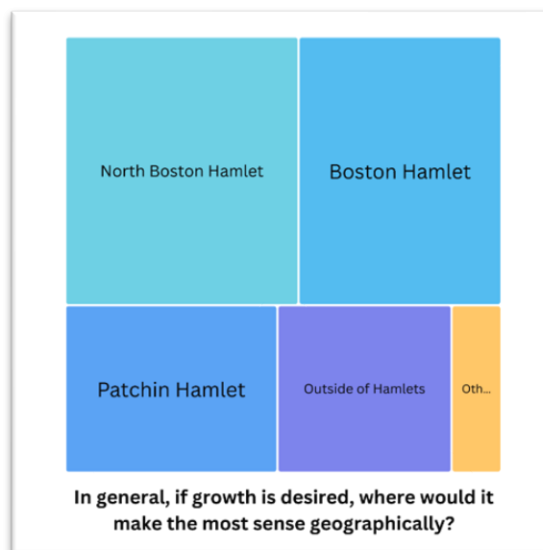 North Boston Hamlet
Boston Hamlet
Patchin Hamlet
Outside of Hamlets
Oth...
In general, if growth is desired, where would it
make the most sense geographically?